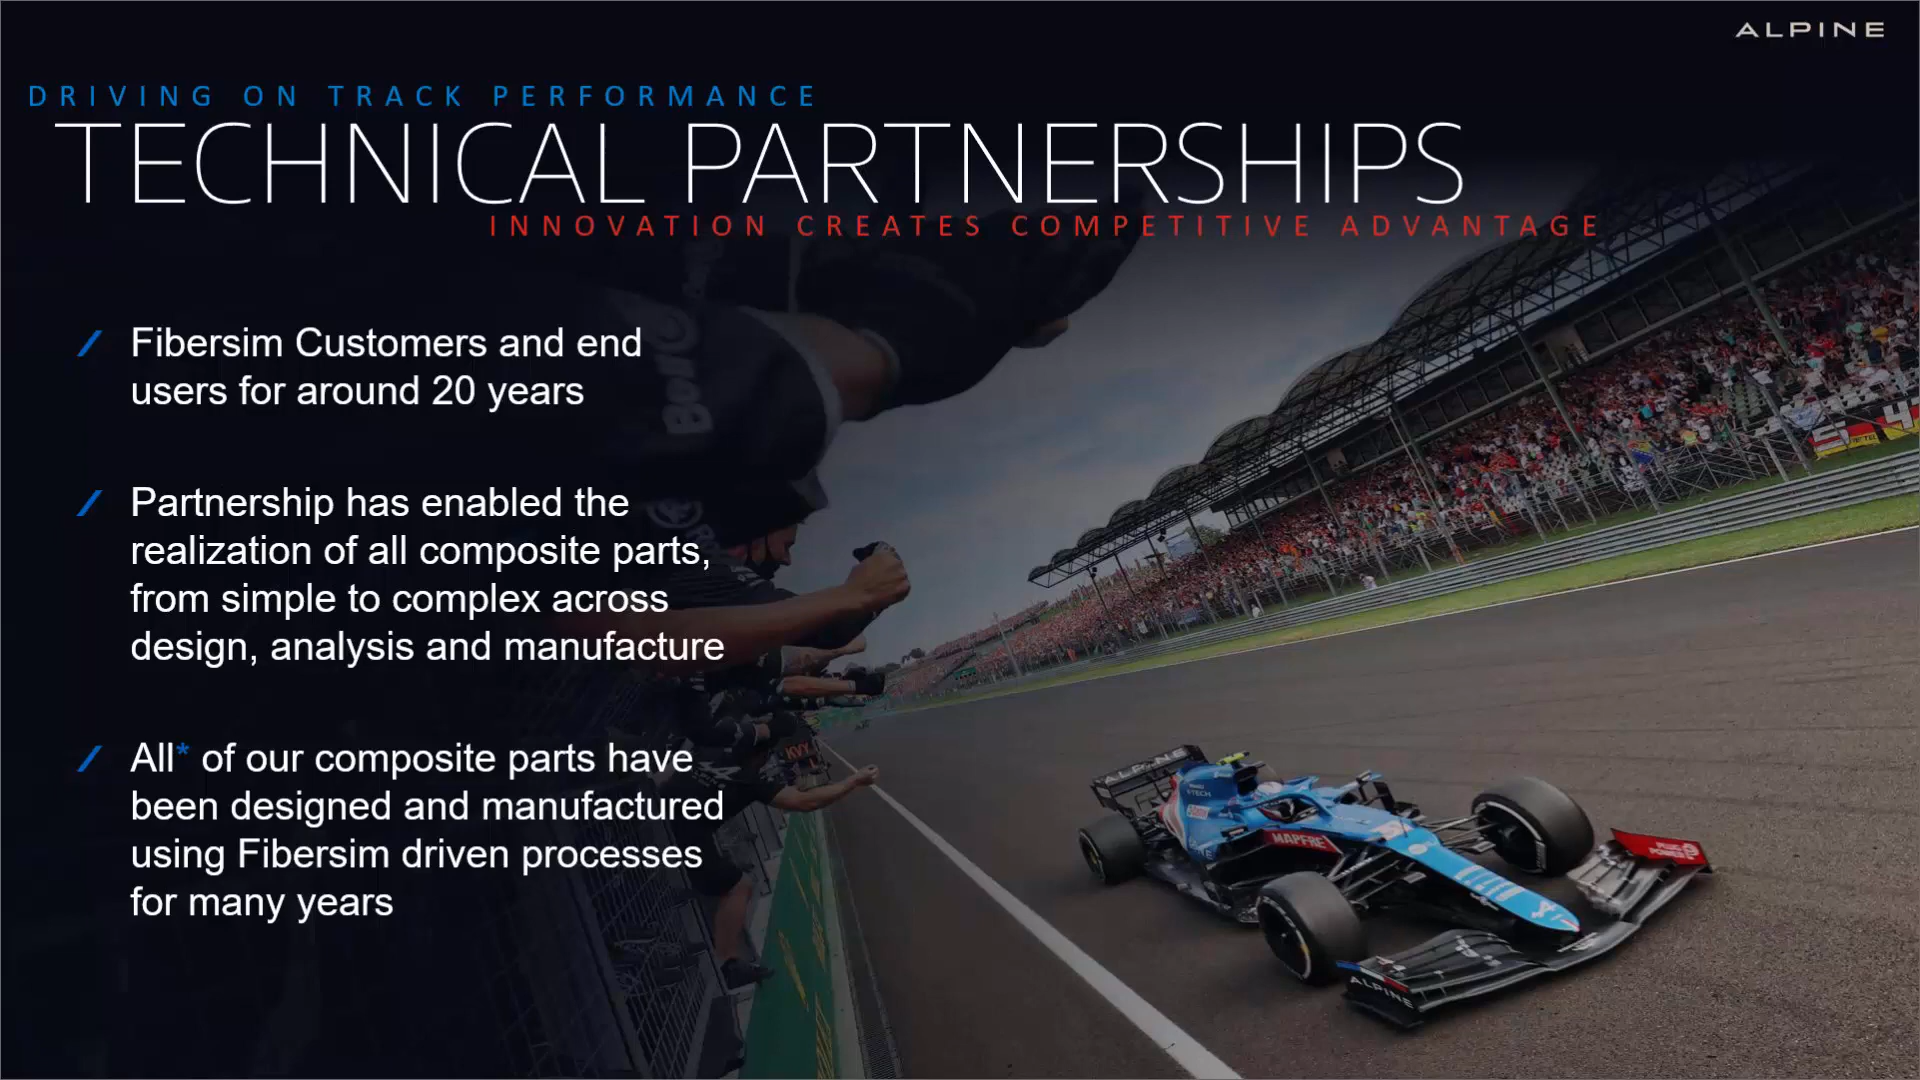 ALPINE
DRIVING ON TRACK PERFORMANCE
TECHNICAL PARTNERSHIPS
INNOVATION CREATES COMPETITIVE ADVANTAGE
Fibersim Customers and end
users for around 20 years
Partnership has enabled the
realization of all composite parts,
from simple to complex across
design, analysis and manufacture
All* of our composite parts have
been designed and manufactured
using Fibersim driven processes
for many years
ALPINE
MAPFRE
ALPINE